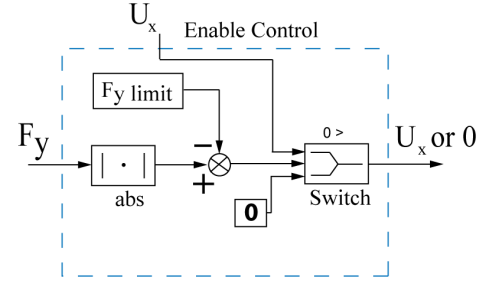 Uₓ
Enable Control
Fy limit
Fy
| · |
abs
−
+
0
0 >
Switch
Uₓ or 0